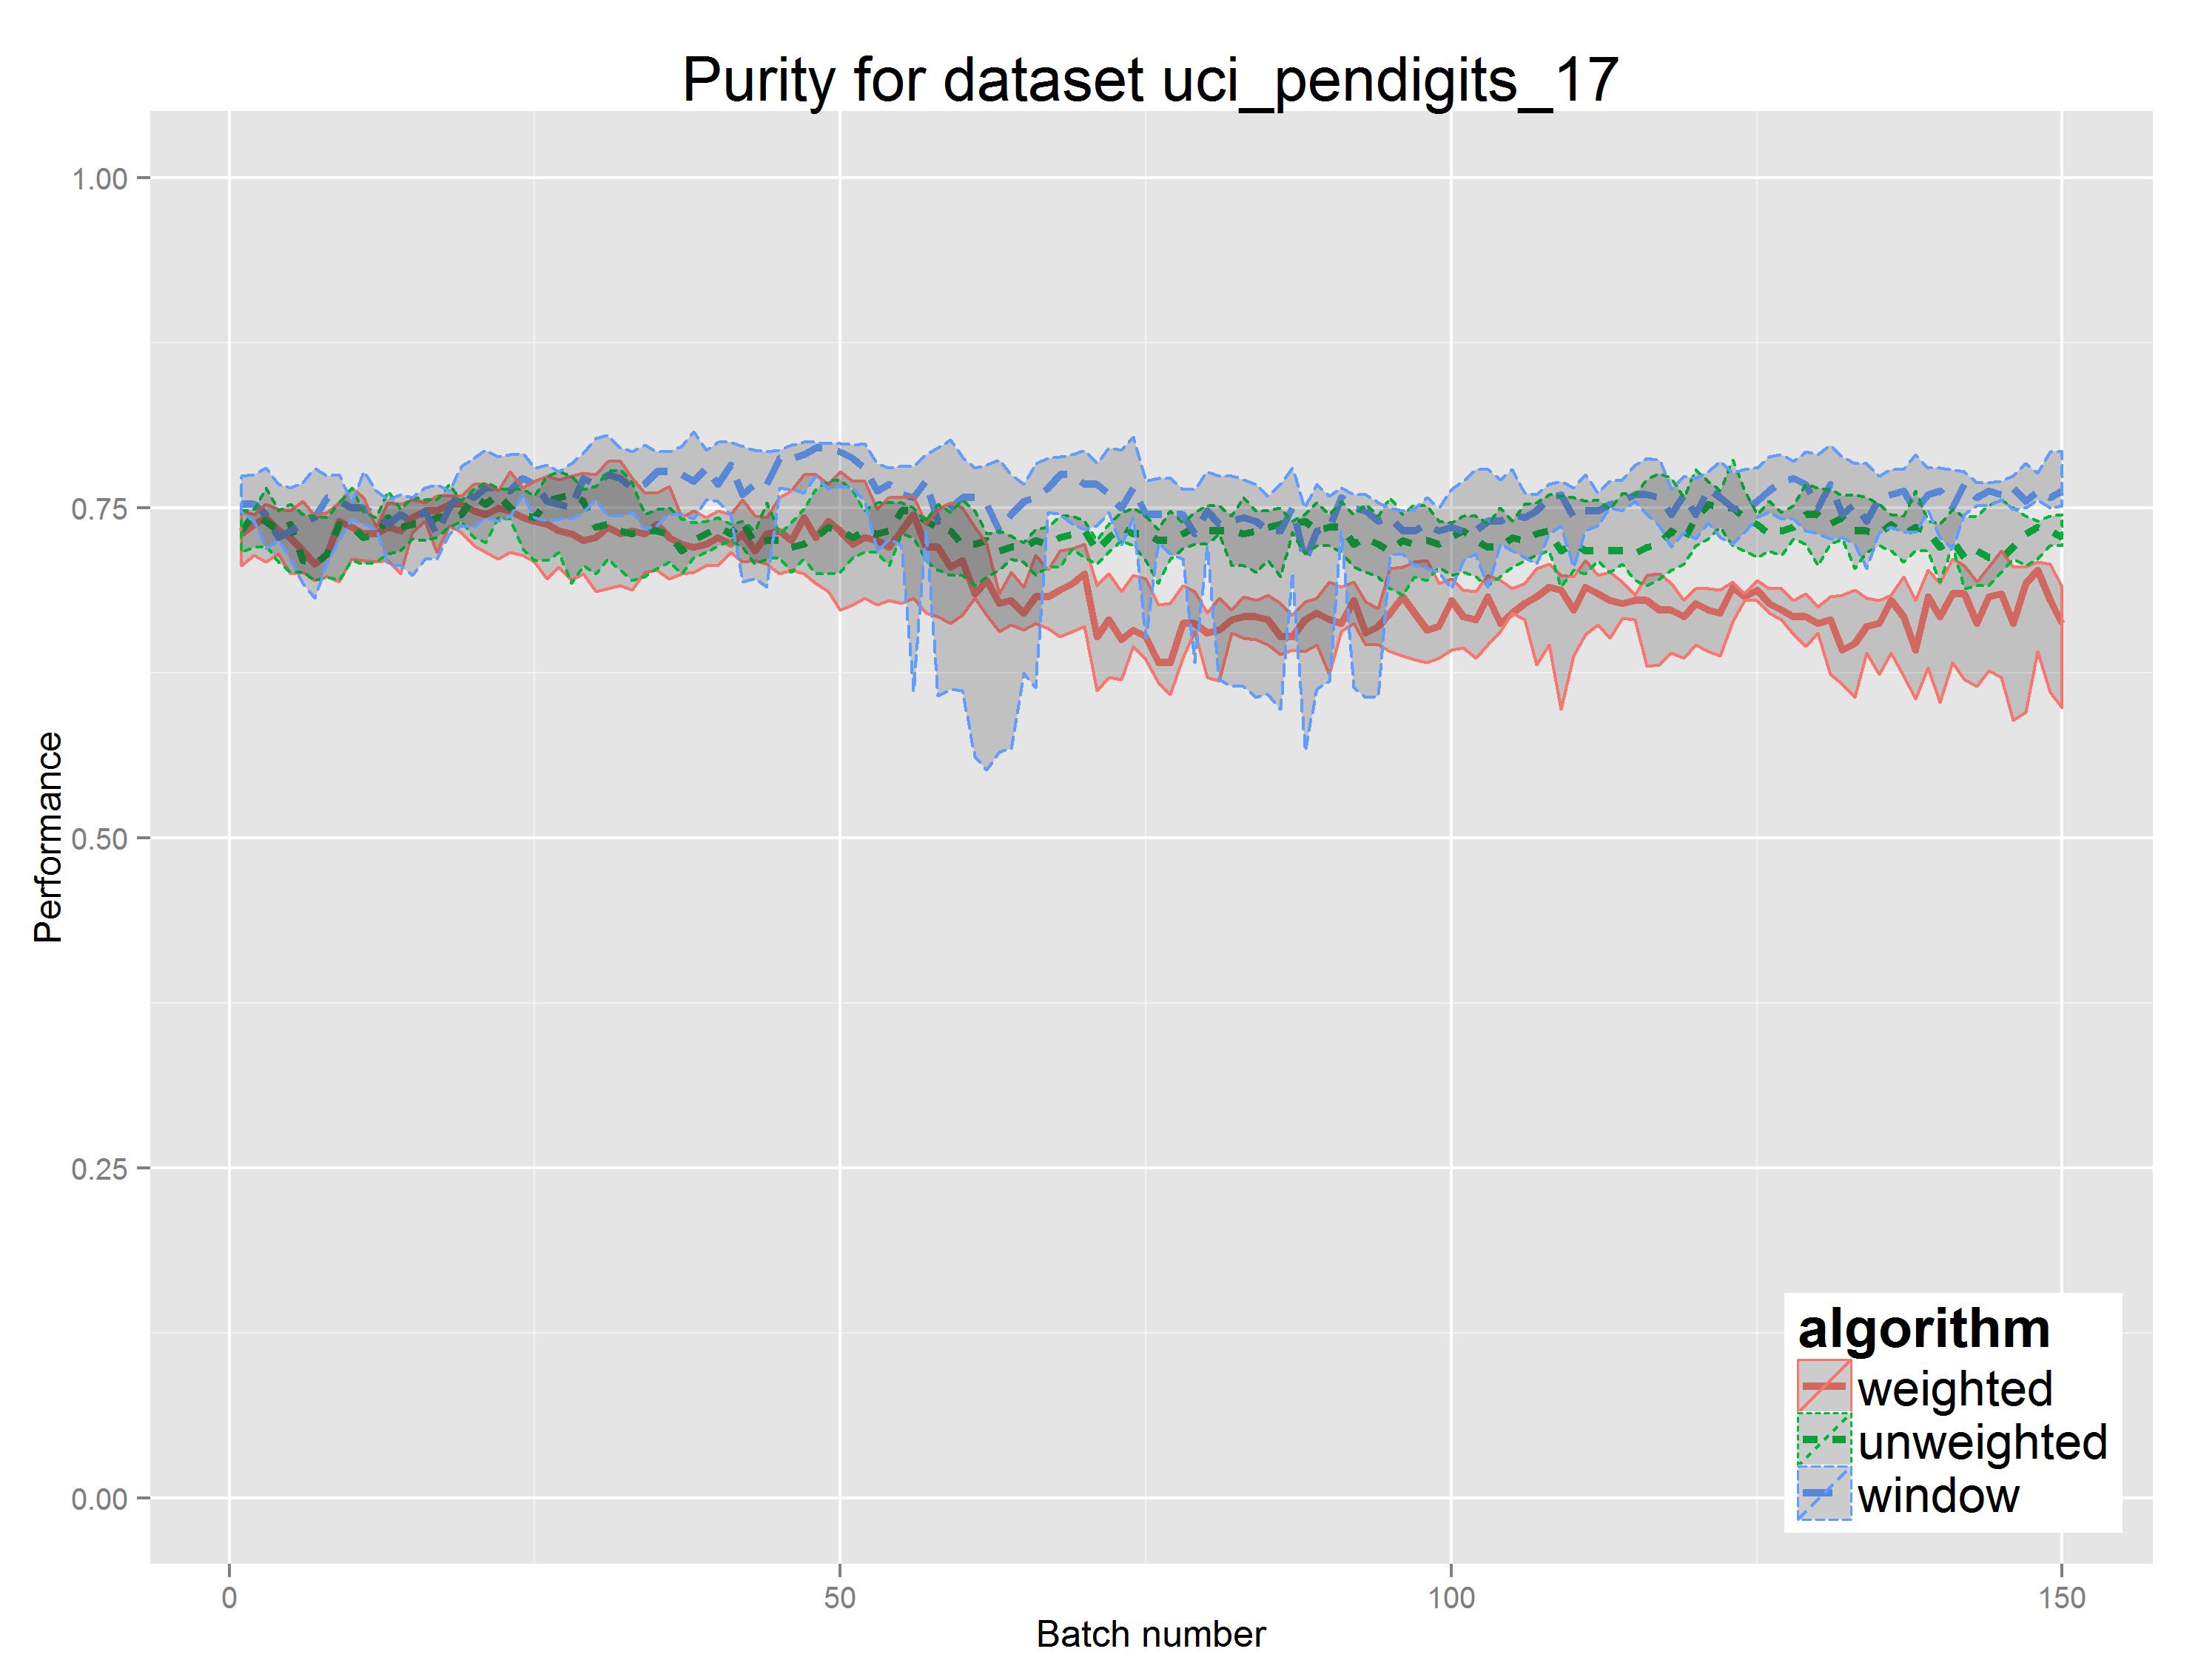 Purity for dataset uci_pendigits_17
1.00
0.75
0.50
0.25
0.00
Performance
0
50
100
150
Batch number
algorithm
weighted
unweighted
window